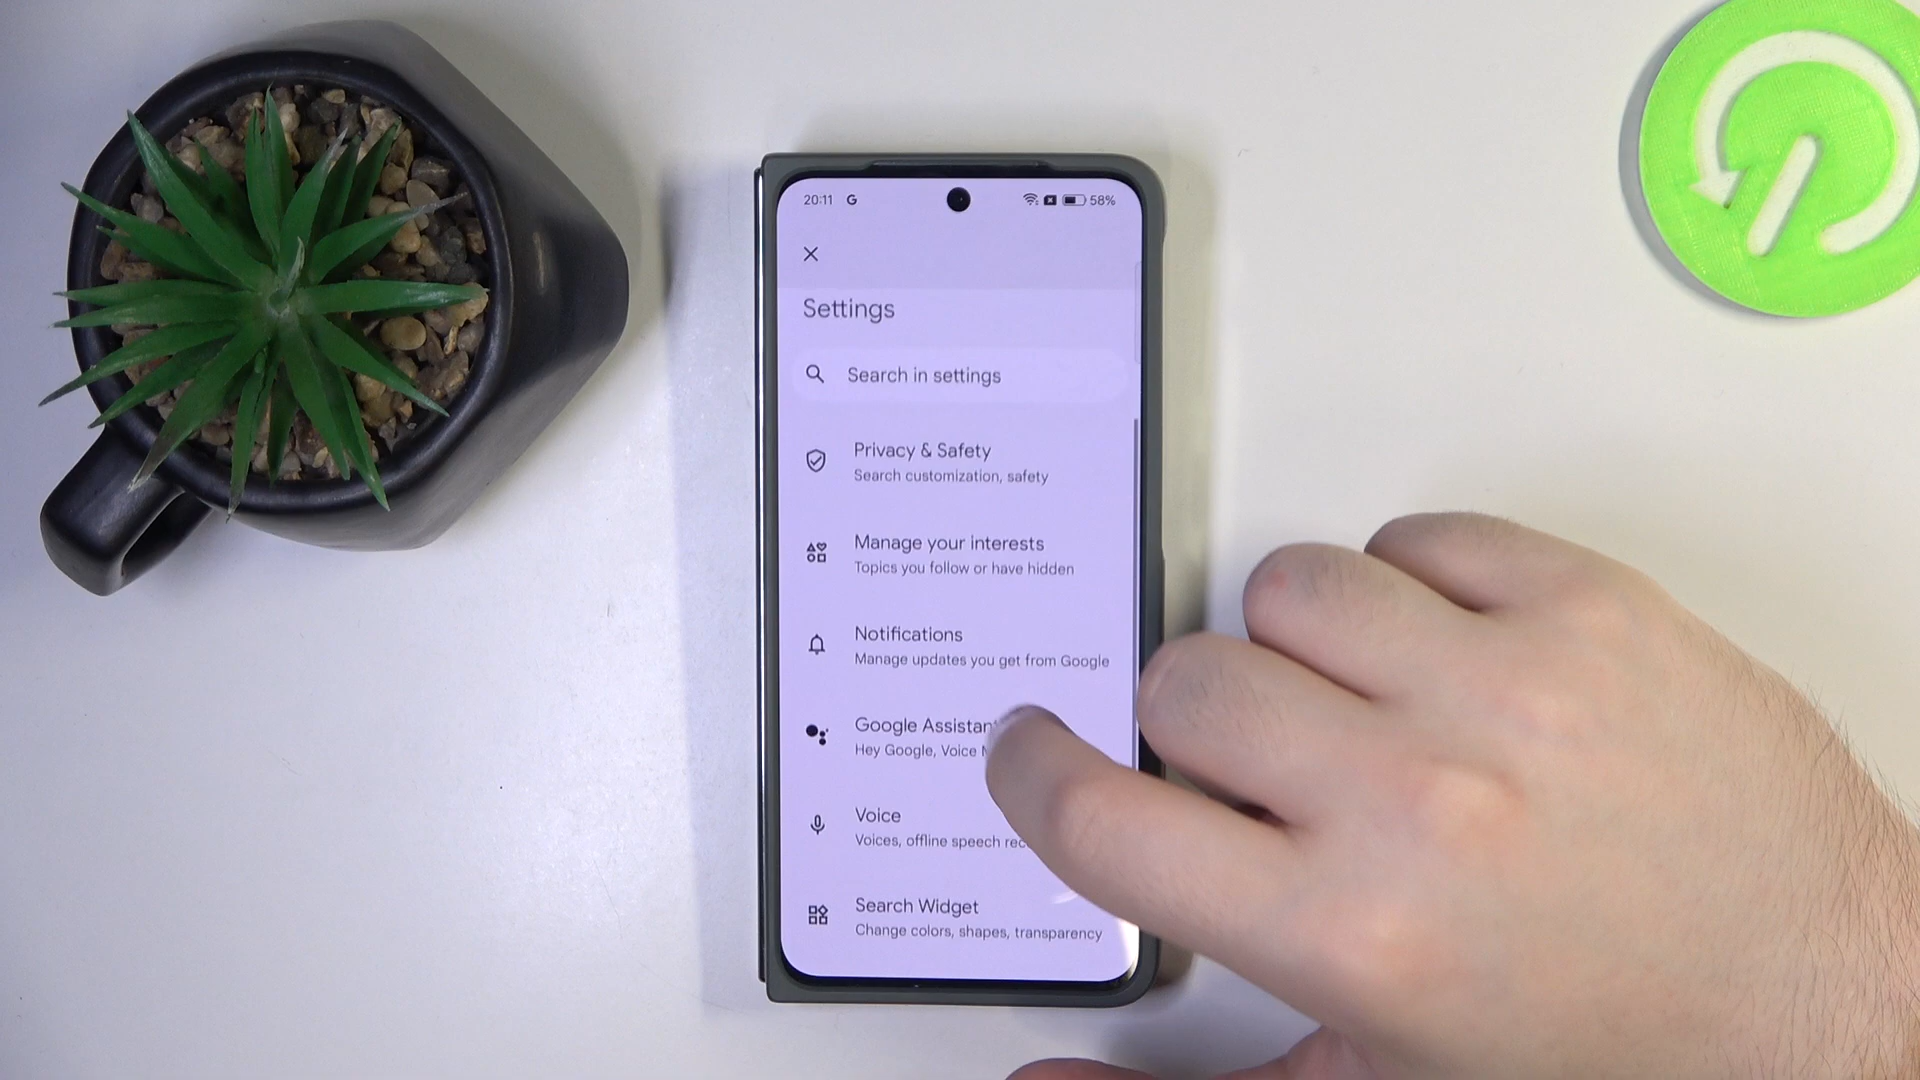 20:11 G 58%
Settings
Search in settings
Privacy & Safety
Search customization, safety
Manage your interests
Topics you follow or have hidden
Notifications
Manage updates you get from Google
Google Assistant
Hey Google, Voice
Voice
Voices, offline speech
Search Widget
Change colors, shapes, transparency